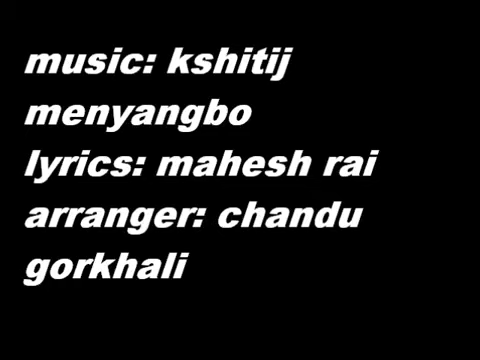 music: kshitij
menyangbo
lyrics: mahesh rai
arranger: chandu
gorkhali